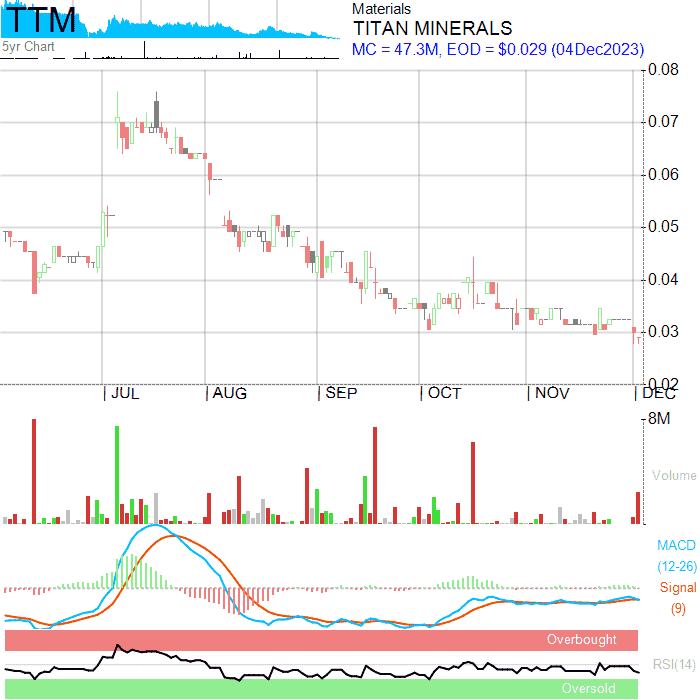 TTM
5yr Chart
Materials
TITAN MINERALS
MC = 47.3M, EOD = $0.029 (04Dec2023)
0.08
0.07
0.06
0.05
0.04
0.03
0.02
JUL AUG SEP OCT NOV DEC
8M
Volume
MACD
(12-26)
Signal
(9)
Overbought
RSI(14)
Oversold